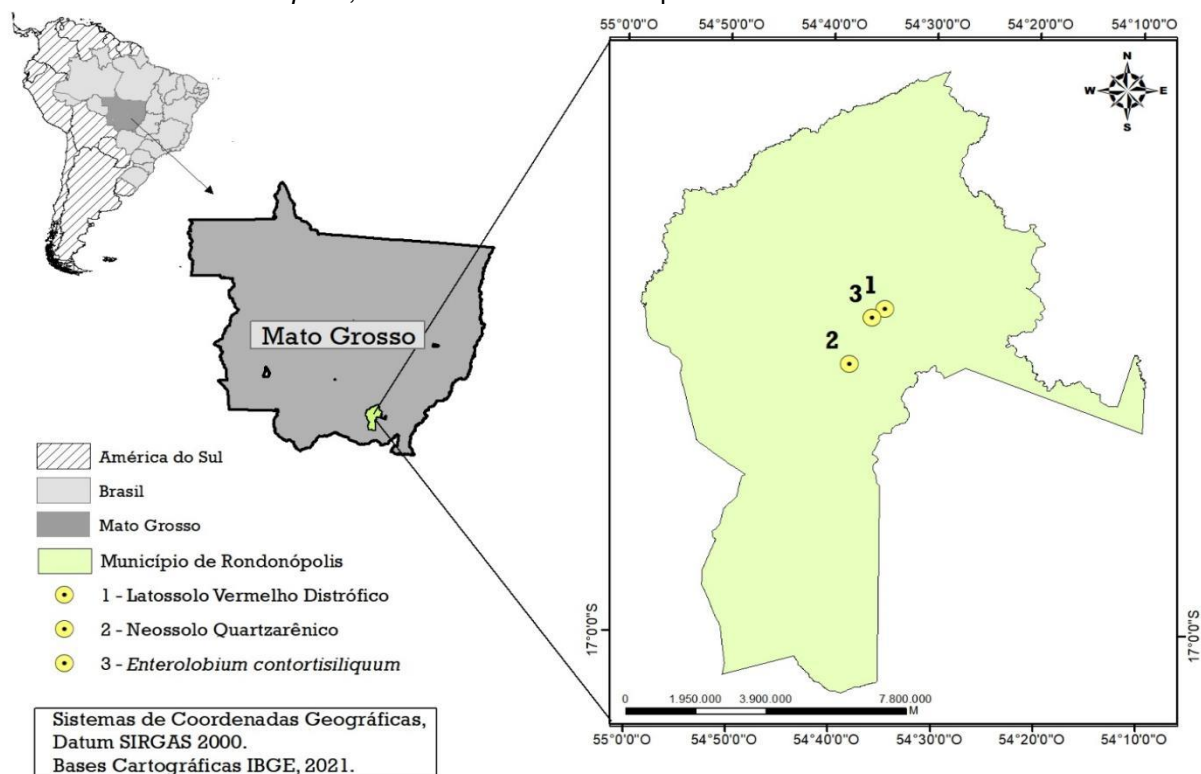 55°0'0"O 54°50'0"O 54°40'0"O 54°30'0"O 54°20'0"O 54°10'0"O
N
W E
S
Mato Grosso
1
3
2
América do Sul
Brasil
Mato Grosso
Município de Rondonópolis
1 - Latossolo Vermelho Distrófico
2 - Neossolo Quartzarênico
3 - Enterolobium contortisiliquum
17°0'0"S 17°0'0"S
0 1.950.000 3.900.000 7.800.000
M
55°0'0"O 54°50'0"O 54°40'0"O 54°30'0"O 54°20'0"O 54°10'0"O
Sistemas de Coordenadas Geográficas,
Datum SIRGAS 2000.
Bases Cartográficas IBGE, 2021.